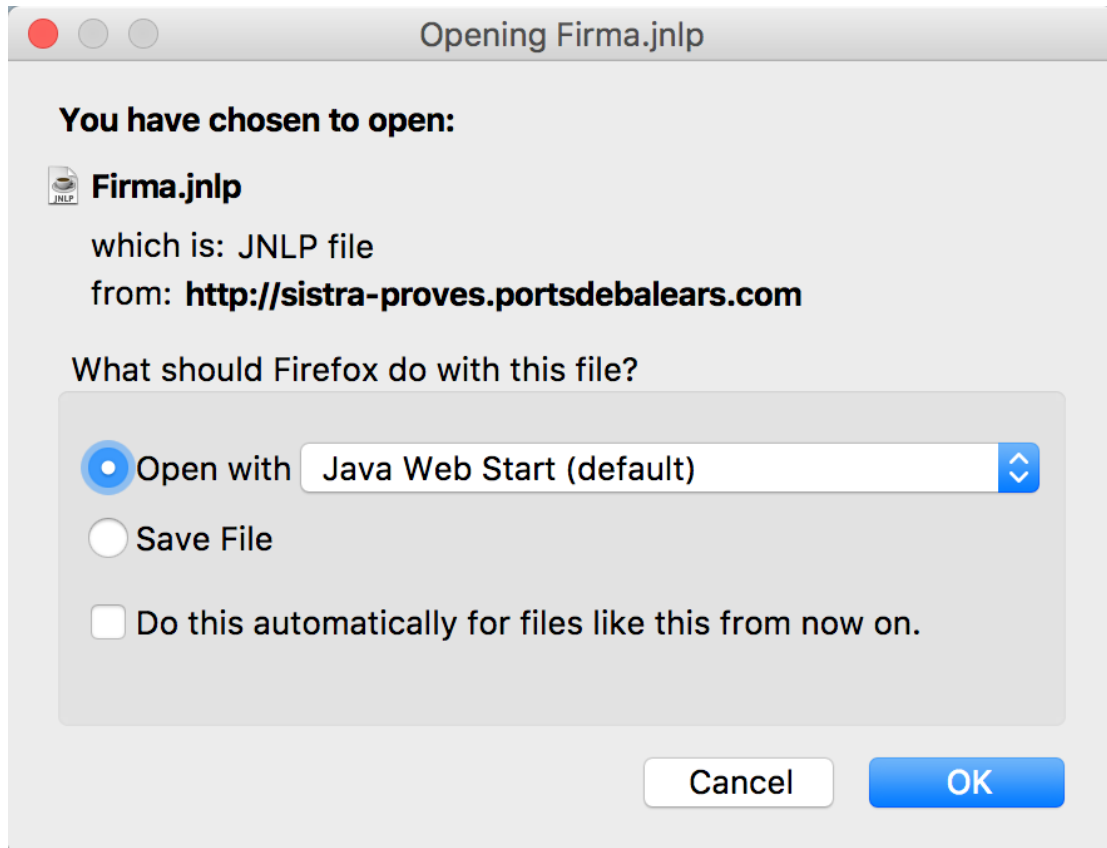 Opening Firma.jnlp
You have chosen to open:
JNLP
Firma.jnlp
which is: JNLP file
from: http://sistra-proves.portsdebalears.com
What should Firefox do with this file?
Open with Java Web Start (default)
Save File
Do this automatically for files like this from now on.
Cancel OK